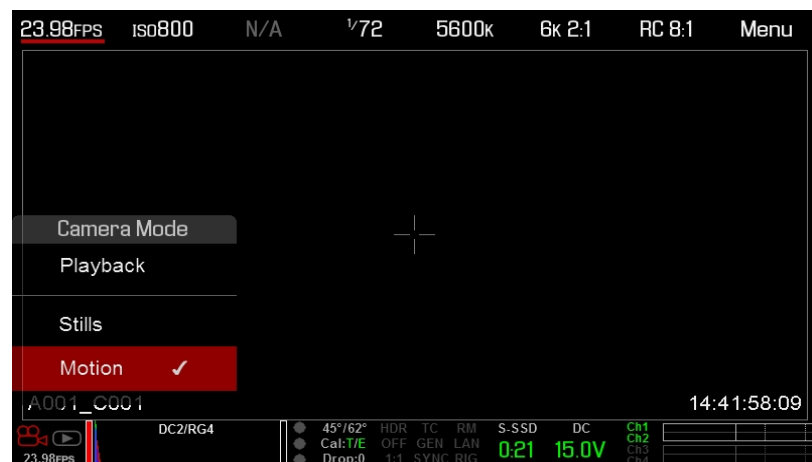 23.98FPS ISO800 N/A 1/72 5600K 6K 2:1 RC 8:1 Menu
Camera Mode
Playback
Stills
Motion ✓
A001_C001 14:41:58:09
DC2/RG4 45°/62° HDR TC RM S-SSD DC Ch1
Cal:T/E OFF GEN LAN 0:21 15.0V Ch2
23.98FPS Drop:0 1:1 SYNC RIG Ch3
Ch4